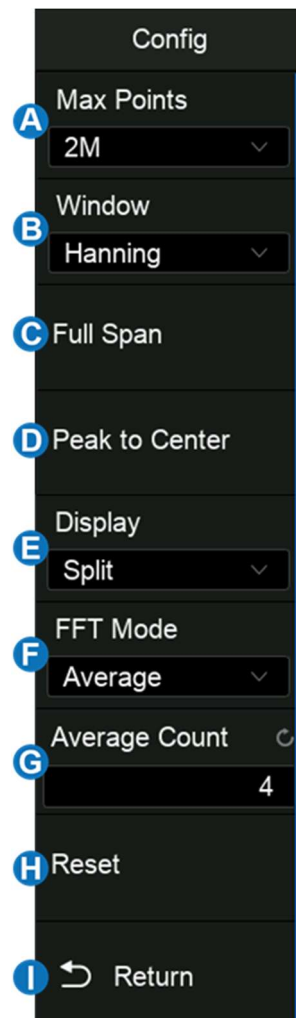 Config
Max Points
A
2M
Window
B
Hanning
C Full Span
D Peak to Center
Display
E
Split
FFT Mode
F
Average
Average Count
G
4
H Reset
I Return